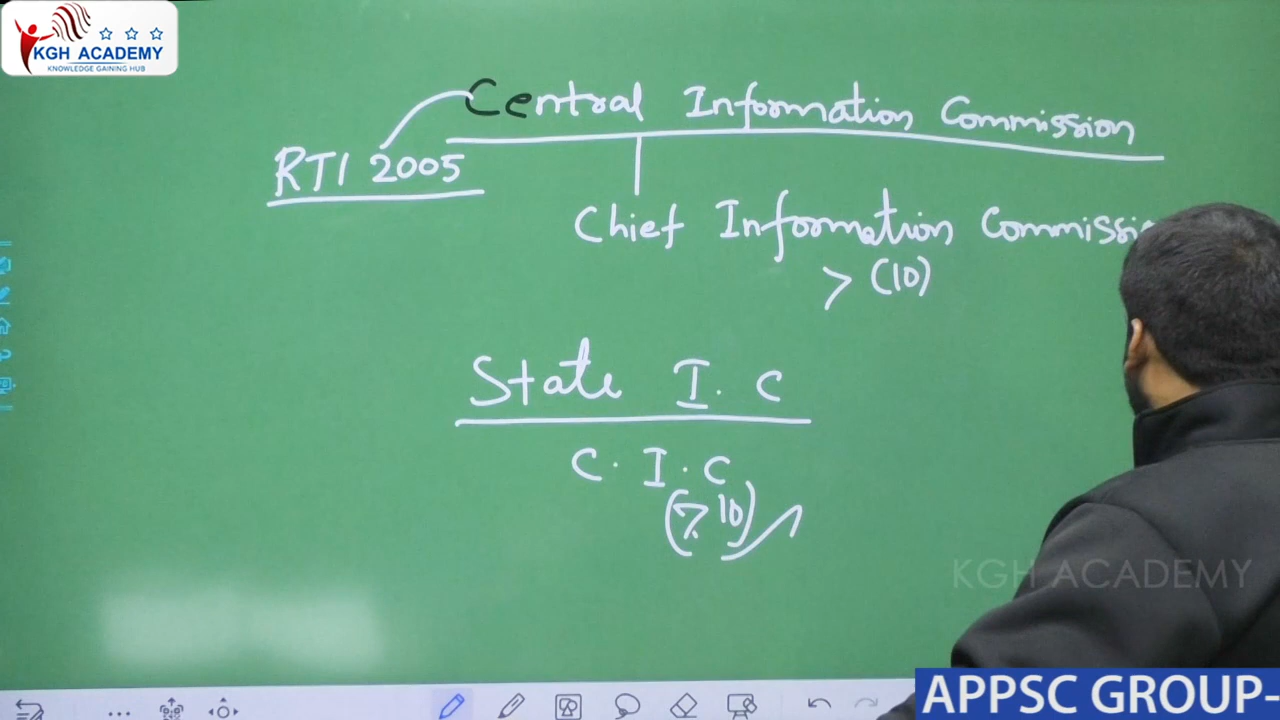 KGH ACADEMY
KNOWLEDGE GAINING HUB
Central Information Commission
RTI 2005
Chief Information Commissio
> (10)
State I. C
C. I. C
(≥ 10)
KGH ACADEMY
APPSC GROUP-